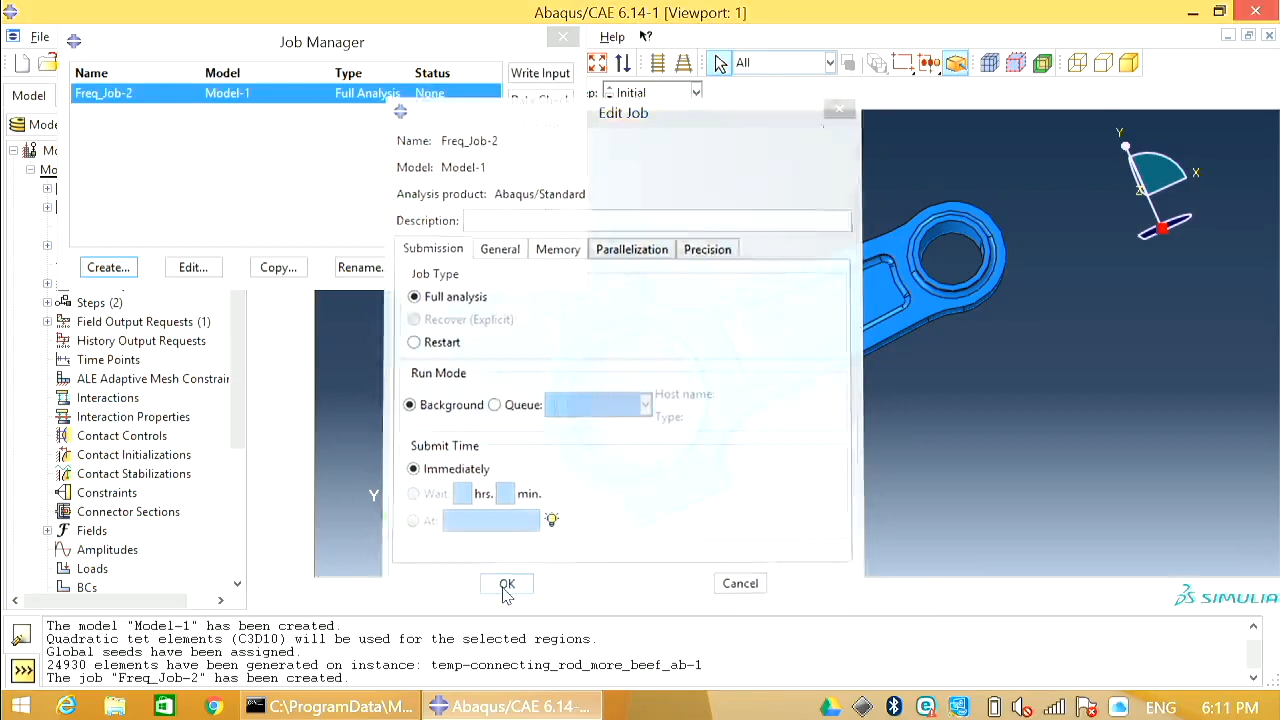 Abaqus/CAE 6.14-1 [Viewport: 1]
File
Help
Job Manager
Name Model Type Status
Freq_Job-2 Model-1 Full Analysis None
Write Input
All
Initial
Create... Edit... Copy... Rename...
Edit Job
Name: Freq_Job-2
Model: Model-1
Analysis product: Abaqus/Standard
Description:
Submission General Memory Parallelization Precision
Job Type
Full analysis
Recover (Explicit)
Restart
Run Mode
Background Queue: Host name:
Type:
Submit Time
Immediately
Wait: hrs. min.
At:
OK Cancel
Model
Steps (2)
Field Output Requests (1)
History Output Requests
Time Points
ALE Adaptive Mesh Constrain
Interactions
Interaction Properties
Contact Controls
Contact Initializations
Contact Stabilizations
Constraints
Connector Sections
Fields
Amplitudes
Loads
BCs
Y
X
Z
Y
SIMULIA
The model "Model-1" has been created.
Quadratic tet elements (C3D10) will be used for the selected regions.
Global seeds have been assigned.
24930 elements have been generated on instance: temp-connecting_rod_more_beef_ab-1
The job "Freq_Job-2" has been created.
C:\ProgramData\M...
Abaqus/CAE 6.14-...
ENG 6:11 PM